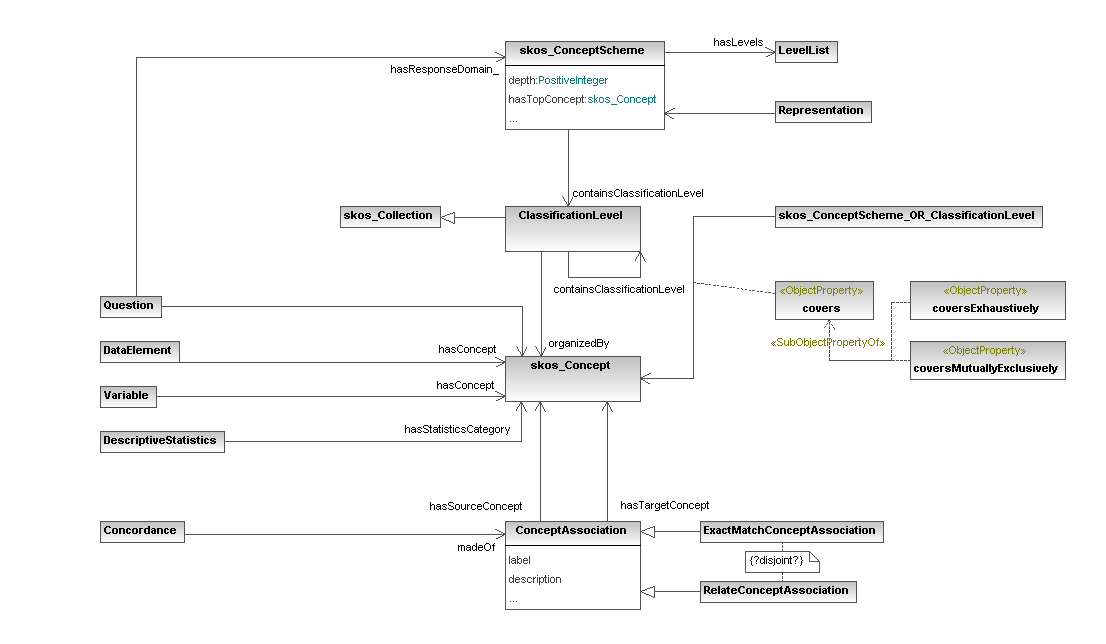 skos_ConceptScheme
hasLevels
LevelList
hasResponseDomain_
depth:PositiveInteger
hasTopConcept:skos_Concept
...
Representation
containsClassificationLevel
skos_Collection
ClassificationLevel
skos_ConceptScherme_OR_ClassificationLevel
containsClassificationLevel
«ObjectProperty»
covers
«ObjectProperty»
coversExhaustively
Question
DataElement
hasConcept
organizedBy
«SubObjectPropertyOf»
«ObjectProperty»
coversMutuallyExclusively
skos_Concept
Variable
hasConcept
DescriptiveStatistics
hasStatisticsCategory
hasSourceConcept
hasTargetConcept
Concordance
madeOf
ConceptAssociation
label
description
...
ExactMatchConceptAssociation
{?disjoint?}
RelateConceptAssociation